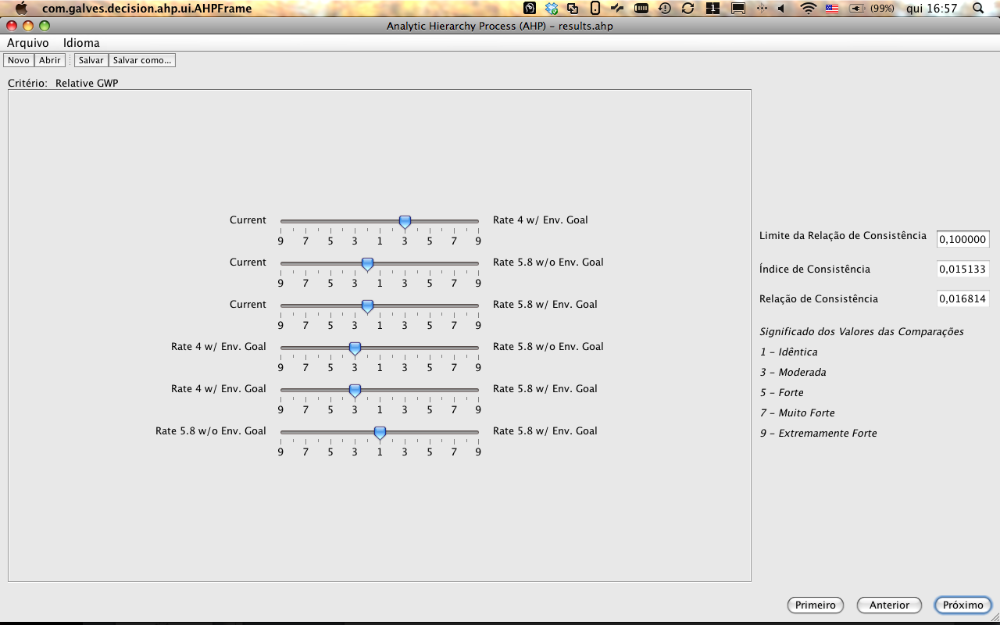 com.galves.decision.ahp.ui.AHPFrame (99%) qui 16:57
Analytic Hierarchy Process (AHP) – results.ahp
Arquivo Idioma
Novo Abrir Salvar Salvar como...
Critério: Relative GWP
Current Rate 4 w/ Env. Goal
9 7 5 3 1 3 5 7 9
Current Rate 5.8 w/o Env. Goal
9 7 5 3 1 3 5 7 9
Current Rate 5.8 w/ Env. Goal
9 7 5 3 1 3 5 7 9
Rate 4 w/ Env. Goal Rate 5.8 w/o Env. Goal
9 7 5 3 1 3 5 7 9
Rate 4 w/ Env. Goal Rate 5.8 w/ Env. Goal
9 7 5 3 1 3 5 7 9
Rate 5.8 w/o Env. Goal Rate 5.8 w/ Env. Goal
9 7 5 3 1 3 5 7 9
Limite da Relação de Consistência 0,100000
Índice de Consistência 0,015133
Relação de Consistência 0,016814
Significado dos Valores das Comparações
1 – Idêntica
3 – Moderada
5 – Forte
7 – Muito Forte
9 – Extremamente Forte
Primeiro Anterior Próximo